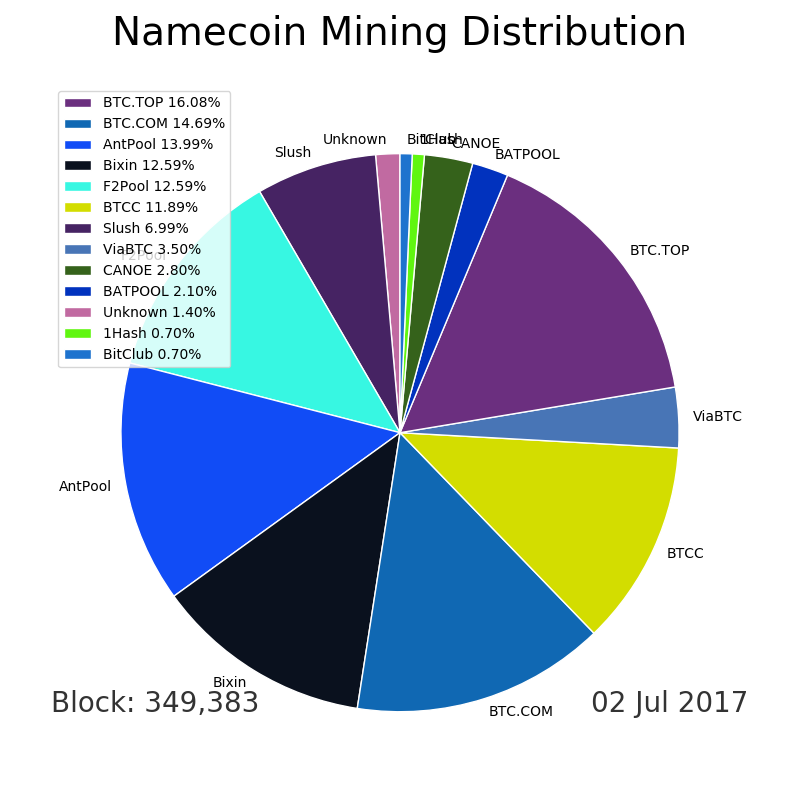 Namecoin Mining Distribution
BTC.TOP 16.08%
BTC.COM 14.69%
AntPool 13.99%
Bixin 12.59%
F2Pool 12.59%
BTCC 11.89%
Slush 6.99%
ViaBTC 3.50%
CANOE 2.80%
BATPOOL 2.10%
Unknown 1.40%
1Hash 0.70%
BitClub 0.70%
Unknown
BitClub
1Hash
CANOE
BATPOOL
Slush
BTC.TOP
F2Pool
ViaBTC
AntPool
BTCC
Bixin
BTC.COM
Block: 349,383
02 Jul 2017